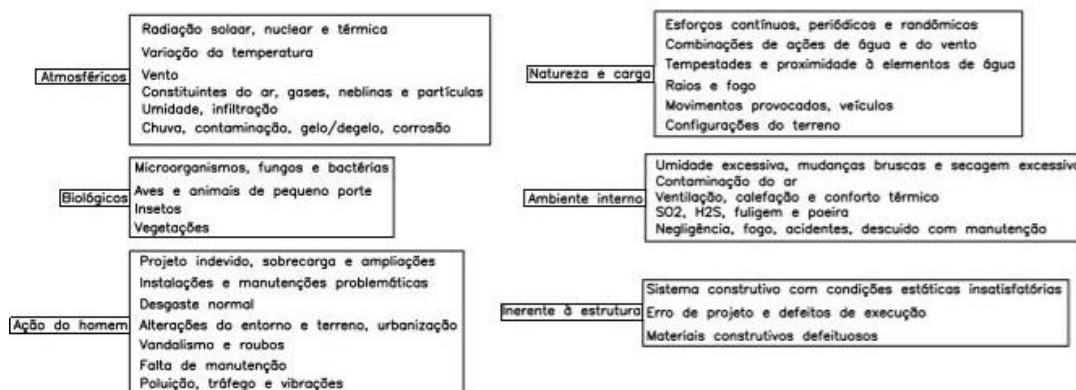 Atmosféricos
Radiação solaar, nuclear e térmica
Variação da temperatura
Vento
Constituintes do ar, gases, neblinas e partículas
Umidade, infiltração
Chuva, contaminação, gelo/degelo, corrosão
Biológicos
Microorganismos, fungos e bactérias
Aves e animais de pequeno porte
Insetos
Vegetações
Ação do homem
Projeto indevido, sobrecarga e ampliações
Instalações e manutenções problemáticas
Desgaste normal
Alterações do entorno e terreno, urbanização
Vandalismo e roubos
Falta de manutenção
Poluição, tráfego e vibrações
Natureza e carga
Esforços contínuos, periódicos e randômicos
Combinações de ações de água e do vento
Tempestades e proximidade à elementos de água
Raios e fogo
Movimentos provocados, veículos
Configurações do terreno
Ambiente interno
Umidade excessiva, mudanças bruscas e secagem excessiva
Contaminação do ar
Ventilação, calefação e conforto térmico
SO2, H2S, fuligem e poeira
Negligência, fogo, acidentes, descuido com manutenção
Inerente à estrutura
Sistema construtivo com condições estáticas insatisfatórias
Erro de projeto e defeitos de execução
Materiais construtivos defeituosos